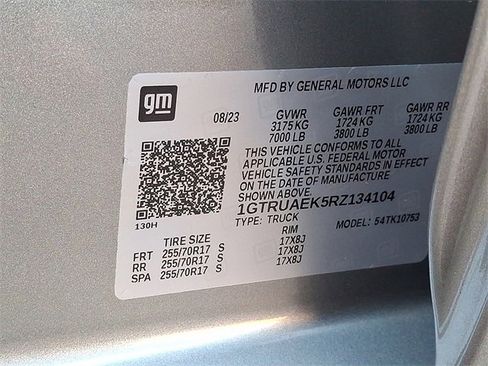 gm
MFD BY GENERAL MOTORS LLC
08/23 GVWR GAWR FRT GAWR RR
3175 KG 1724 KG 1724 KG
7000 LB 3800 LB 3800 LB
THIS VEHICLE CONFORMS TO ALL
APPLICABLE U.S. FEDERAL MOTOR
VEHICLE SAFETY STANDARDS IN EFFECT
ON THE DATE OF MANUFACTURE
SHOWN ABOVE.
1GTRUAEK5RZ134104
130H TYPE: TRUCK MODEL: 54TK10753
TIRE SIZE RIM
FRT 255/70R17 S 17X8J
RR 255/70R17 S 17X8J
SPA 255/70R17 S 17X8J